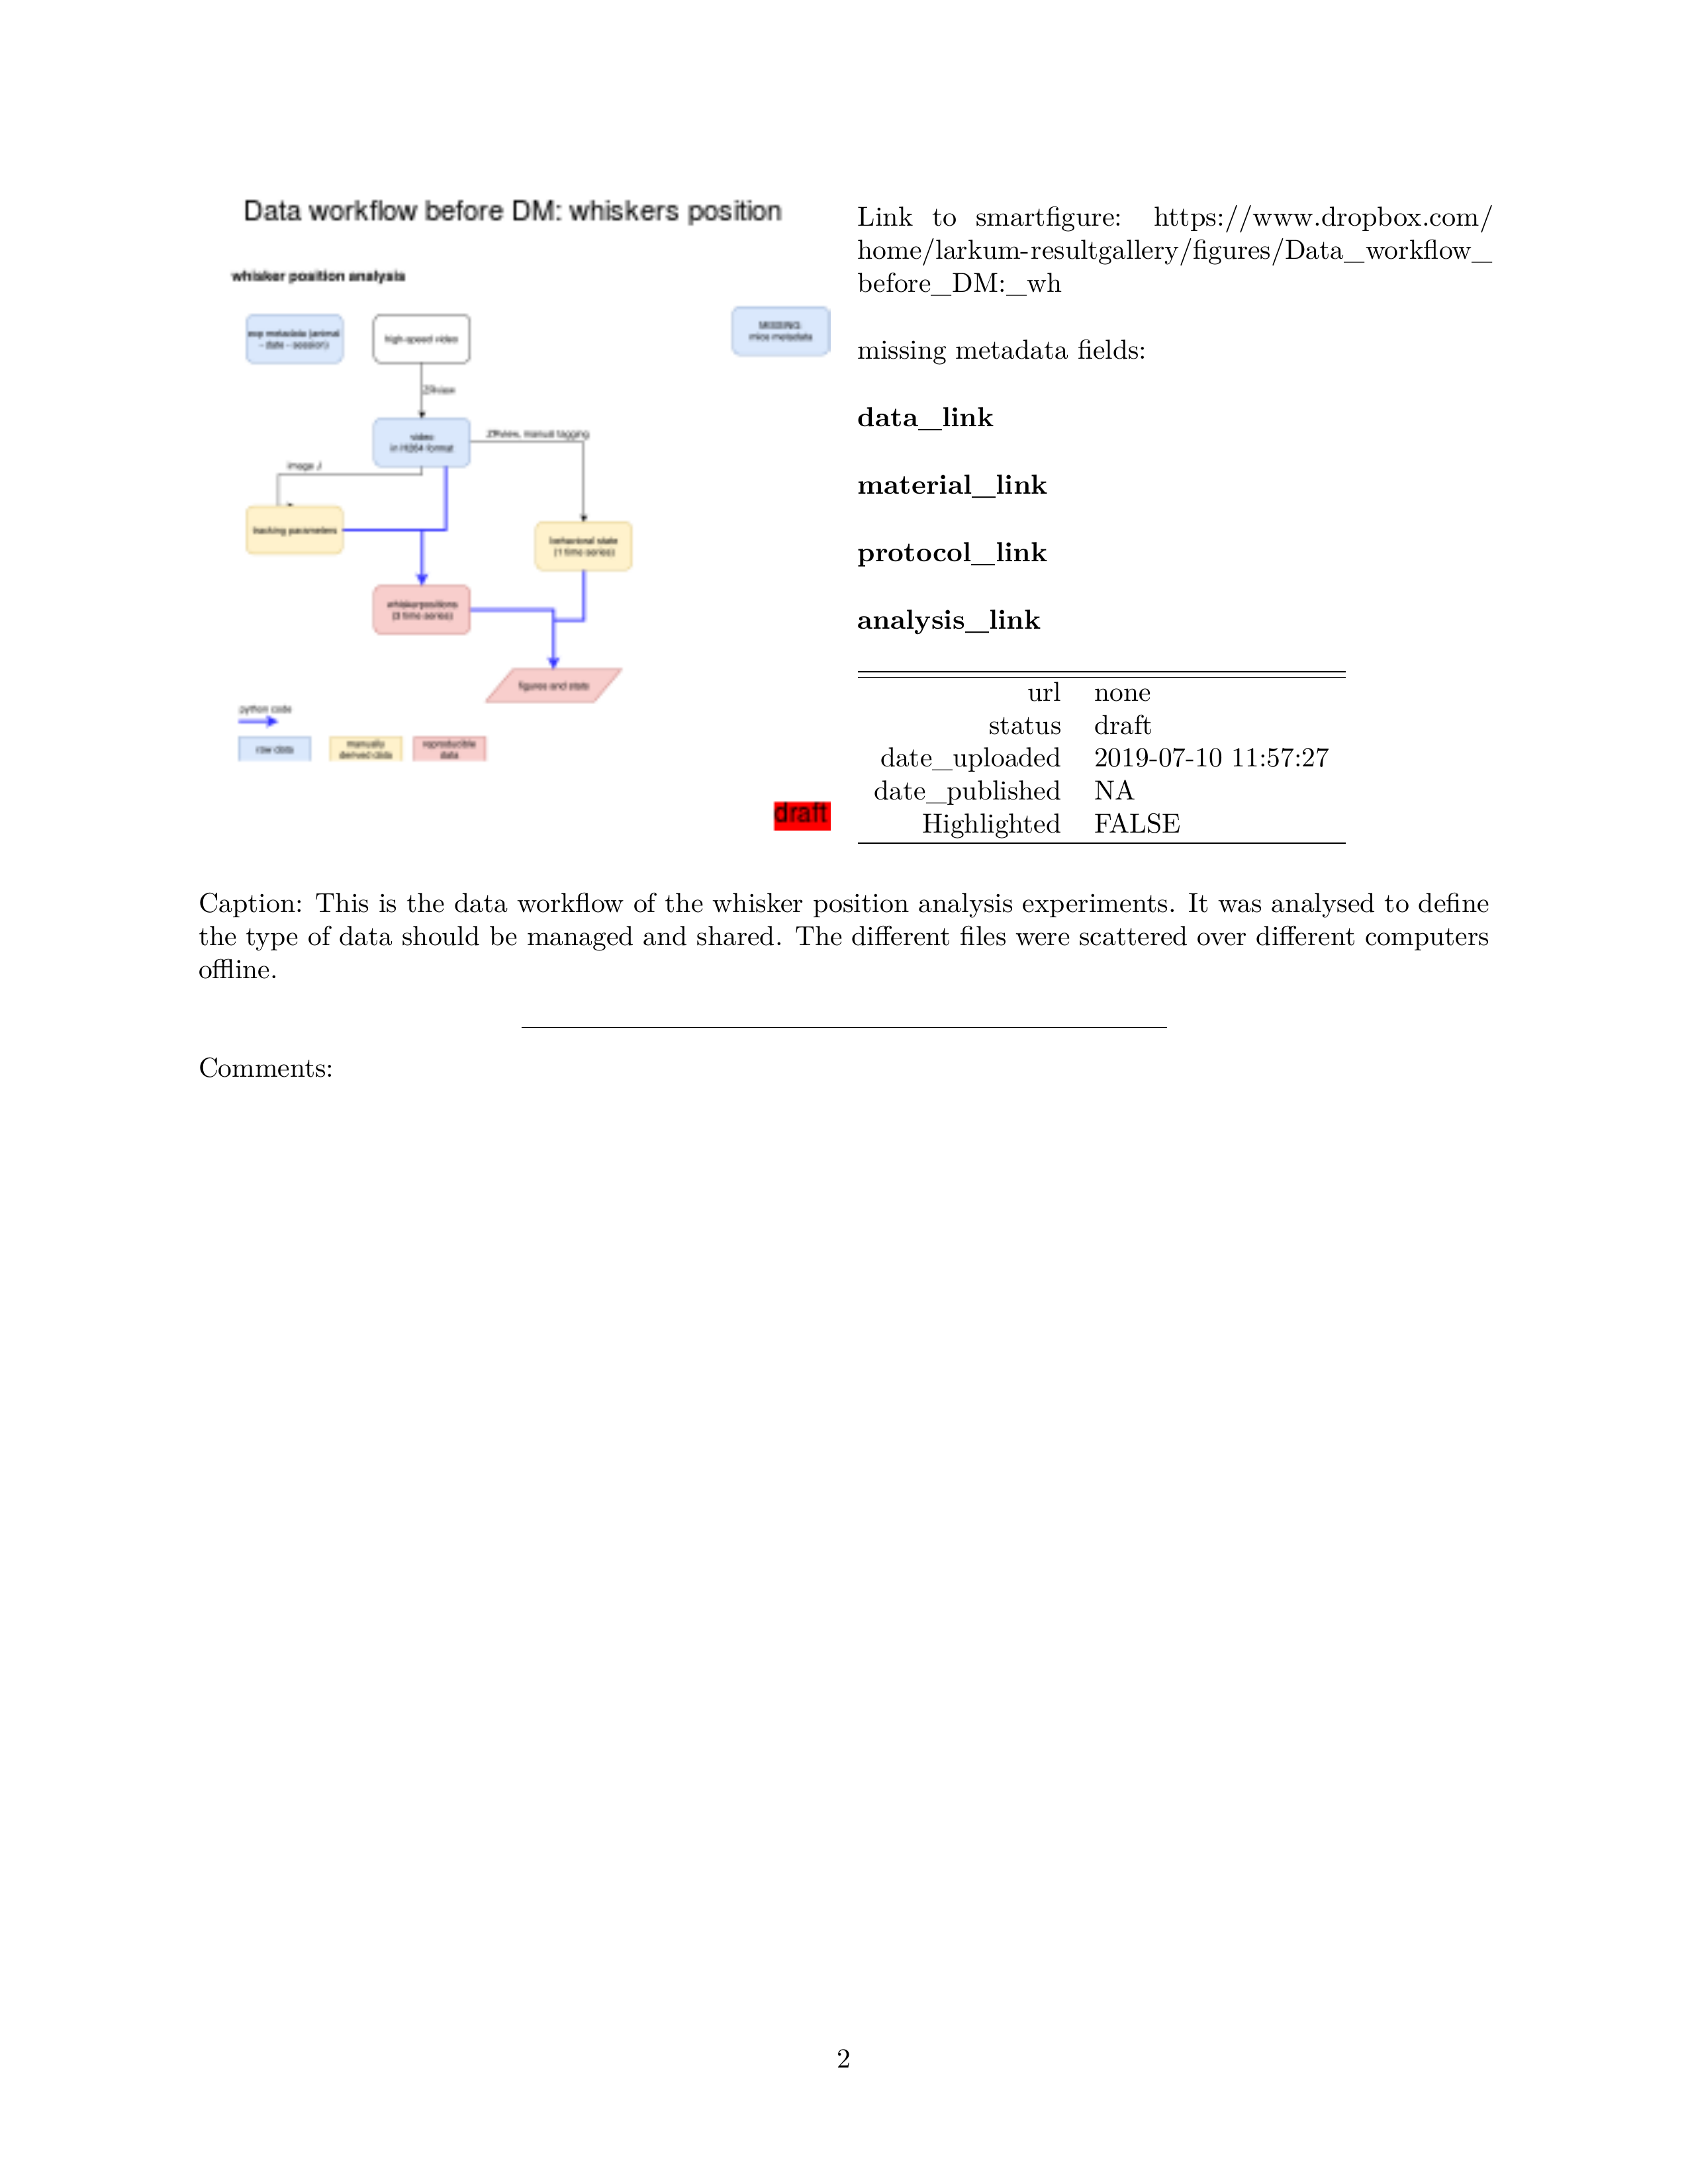 Data workflow before DM: whiskers position
whisker position analysis
exp metadata (animal
- date - session)
high-speed video
MISSING:
mice metadata
video
in H264 format
manual tagging
image J
tracking parameters
behavioral state
(1 time series)
whiskerpositions
(3 time series)
figures and stats
python code
raw data
manually
derived data
reproducible
data
draft
Link to smartfigure: https://www.dropbox.com/
home/larkum-resultgallery/figures/Data_workflow_
before_DM:_wh
missing metadata fields:
data_link
material_link
protocol_link
analysis_link
url none
status draft
date_uploaded 2019-07-10 11:57:27
date_published NA
Highlighted FALSE
Caption: This is the data workflow of the whisker position analysis experiments. It was analysed to define
the type of data should be managed and shared. The different files were scattered over different computers
offline.
Comments:
2